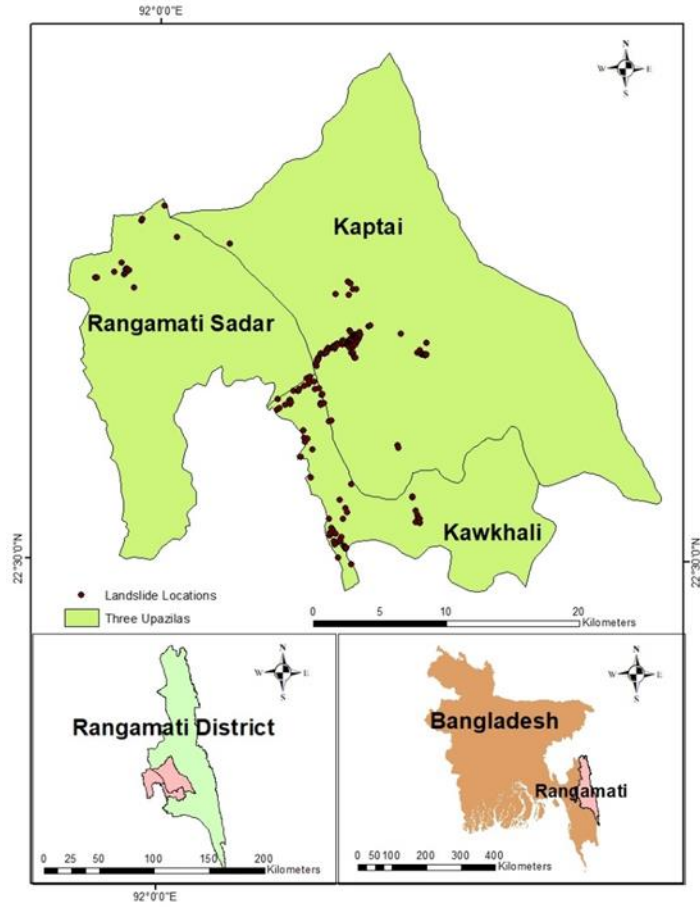 92°0'0"E
N
W E
S
Kaptai
Rangamati Sadar
Kawkhali
22°30'0"N
22°30'0"N
Landslide Locations
Three Upazilas
0 5 10 20
Kilometers
N
W E
S
Rangamati District
0 25 50 100 150 200
Kilometers
92°0'0"E
N
W E
S
Bangladesh
Rangamati
0 50 100 200 300 400
Kilometers